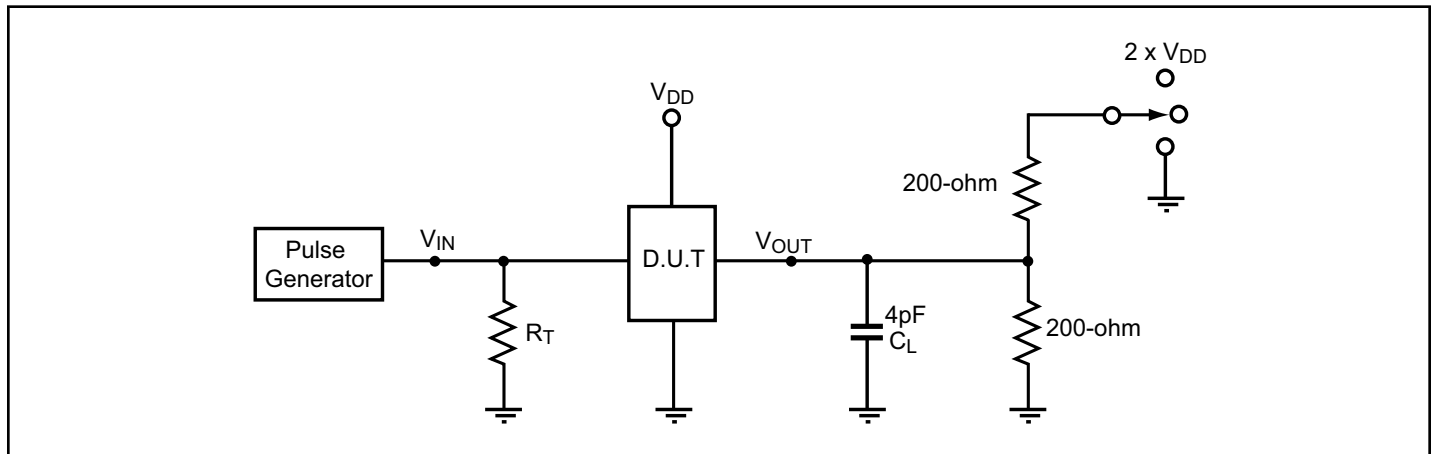 2 x VDD
VDD
200-ohm
Pulse
Generator
VIN
D.U.T
VOUT
RT
4pF
CL
200-ohm